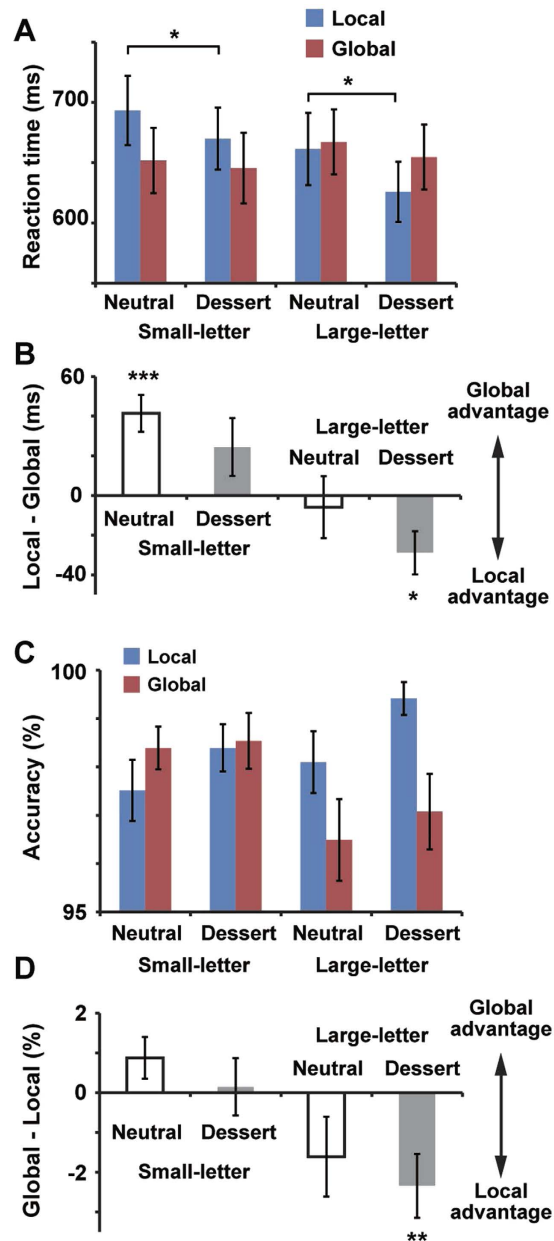 A
Local
Global
*
*
Reaction time (ms)
700
600
Neutral Dessert Neutral Dessert
Small-letter Large-letter
B
60
0
-40
Local - Global (ms)
***
Large-letter
Neutral Dessert
Neutral Dessert
Small-letter
*
Global
advantage
Local
advantage
C
Local
Global
100
95
Accuracy (%)
Neutral Dessert Neutral Dessert
Small-letter Large-letter
D
2
0
-2
Global - Local (%)
Large-letter
Neutral Dessert
Neutral Dessert
Small-letter
**
Global
advantage
Local
advantage